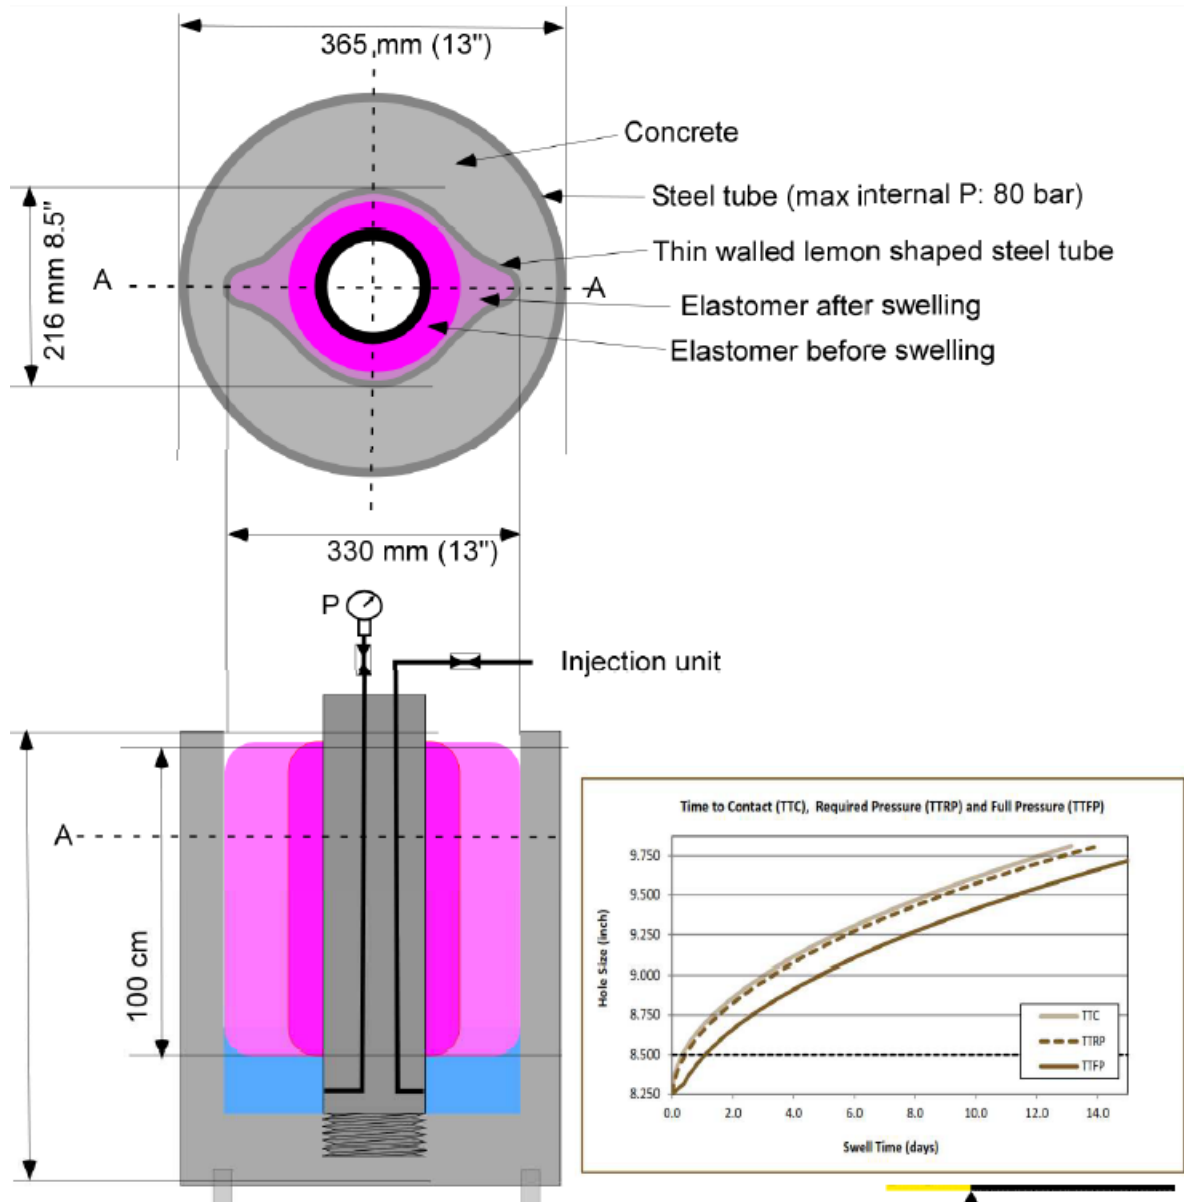 365 mm (13")
Concrete
Steel tube (max internal P: 80 bar)
Thin walled lemon shaped steel tube
Elastomer after swelling
Elastomer before swelling
216 mm 8.5"
A
A
330 mm (13")
P
Injection unit
A
100 cm
Time to Contact (TTC), Required Pressure (TTRP) and Full Pressure (TTFP)
Hole Size (inch)
9.750
9.500
9.250
9.000
8.750
8.500
8.250
TTC
TTRP
TTFP
0.0 2.0 4.0 6.0 8.0 10.0 12.0 14.0
Swell Time (days)